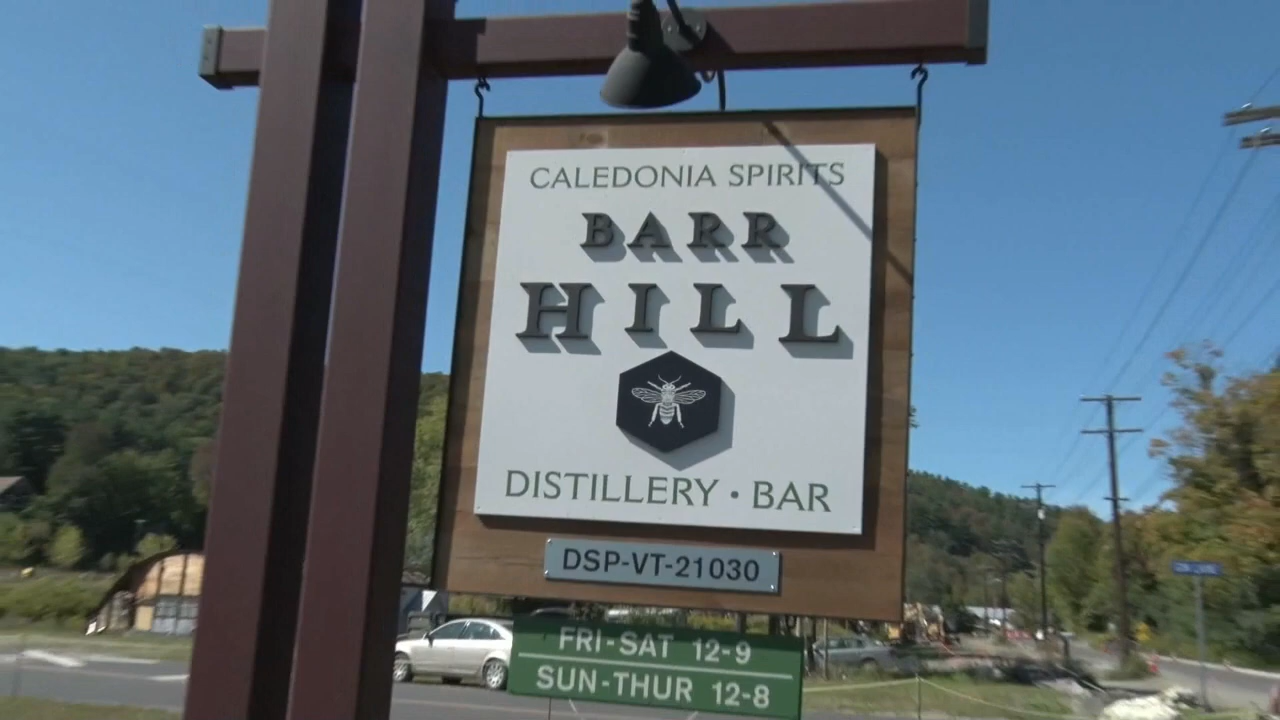 CALEDONIA SPIRITS
BARR
HILL
DISTILLERY • BAR
DSP-VT-21030
FRI-SAT 12-9
SUN-THUR 12-8